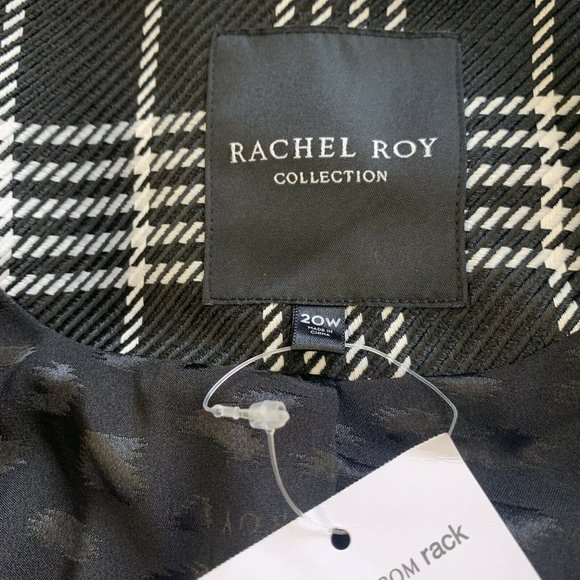 RACHEL ROY
COLLECTION
20W
MADE IN
CHINA
rack